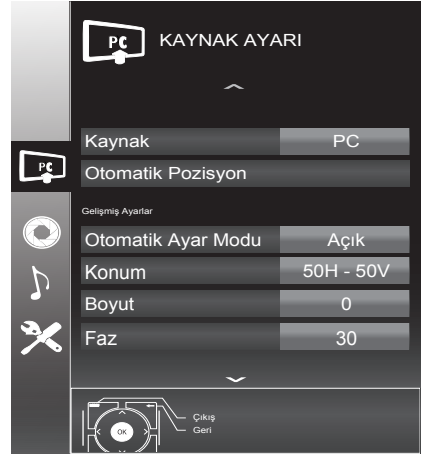 PC KAYNAK AYARI
Kaynak PC
PC
Otomatik Pozisyon
Gelişmiş Ayarlar
Otomatik Ayar Modu Açık
Konum 50H - 50V
Boyut 0
Faz 30
Çıkış
OK Geri